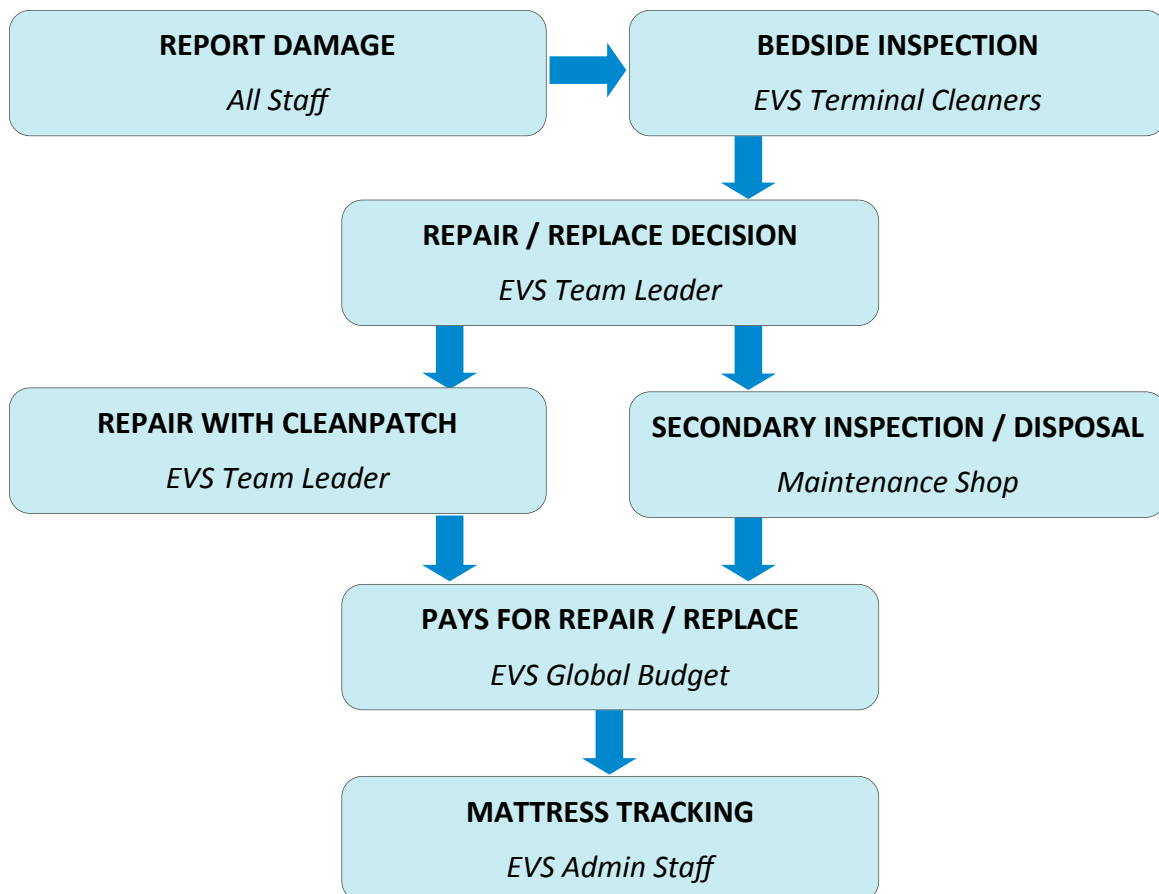 REPORT DAMAGE
All Staff
BEDSIDE INSPECTION
EVS Terminal Cleaners
REPAIR / REPLACE DECISION
EVS Team Leader
REPAIR WITH CLEANPATCH
EVS Team Leader
SECONDARY INSPECTION / DISPOSAL
Maintenance Shop
PAYS FOR REPAIR / REPLACE
EVS Global Budget
MATTRESS TRACKING
EVS Admin Staff